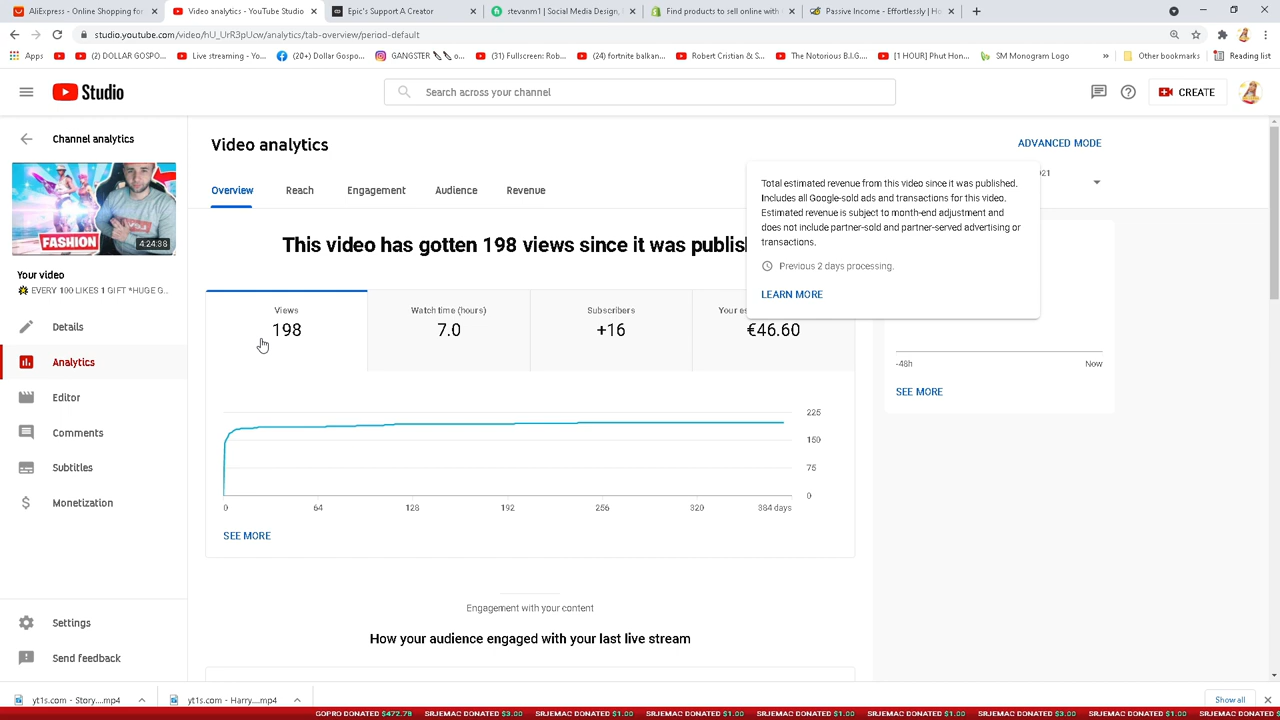 AliExpress - Online Shopping for
Video analytics - YouTube Studio
Epic's Support A Creator
stevanm1 | Social Media Design,
Find products to sell online with
Passive Income - Effortlessly | Ho
studio.youtube.com/video/hU_UrR3pUcw/analytics/tab-overview/period-default
Apps
(2) DOLLAR GOSPO...
Live streaming - Yo...
(20+) Dollar Gospo...
GANGSTER
(31) Fullscreen: Rob...
(24) fortnite balkan...
Robert Cristian & S...
The Notorious B.I.G....
[1 HOUR] Phut Hon...
SM Monogram Logo
»
Other bookmarks
Reading list
Studio
Search across your channel
CREATE
Channel analytics
FASHION
4:24:38
Your video
EVERY 100 LIKES 1 GIFT *HUGE G...
Details
Analytics
Editor
Comments
Subtitles
Monetization
Settings
Send feedback
Video analytics
ADVANCED MODE
Overview
Reach
Engagement
Audience
Revenue
021
Total estimated revenue from this video since it was published.
Includes all Google-sold ads and transactions for this video.
Estimated revenue is subject to month-end adjustment and
does not include partner-sold and partner-served advertising or
transactions.
Previous 2 days processing.
LEARN MORE
This video has gotten 198 views since it was publis
Views
198
Watch time (hours)
7.0
Subscribers
+16
Your es
€46.60
225
150
75
0
0 64 128 192 256 320 384 days
SEE MORE
-48h Now
SEE MORE
Engagement with your content
How your audience engaged with your last live stream
yt1s.com - Story....mp4
yt1s.com - Harry....mp4
Show all
GOPRO DONATED $472.78 SRJEMAC DONATED $3.00 SRJEMAC DONATED $1.00 SRJEMAC DONATED $1.00 SRJEMAC DONATED $1.00 SRJEMAC DONATED $1.00 SRJEMAC DONATED $3.00 SRJEMAC DONATED $1.00 SRJEMAC DONATED